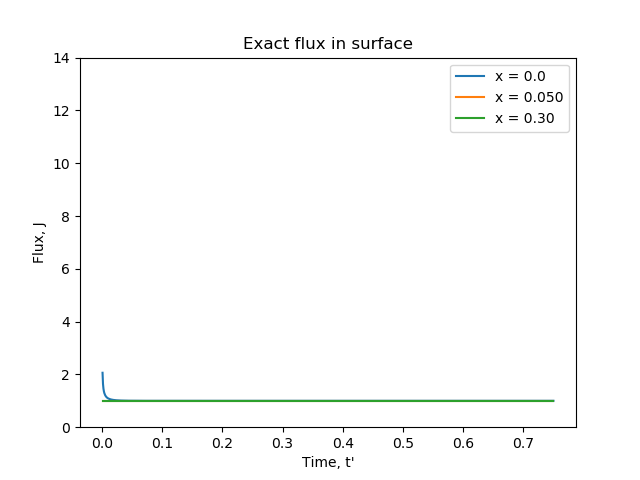 Exact flux in surface
14
12
10
8
6
4
2
0
Flux, J
x = 0.0
x = 0.050
x = 0.30
0.0 0.1 0.2 0.3 0.4 0.5 0.6 0.7
Time, t'